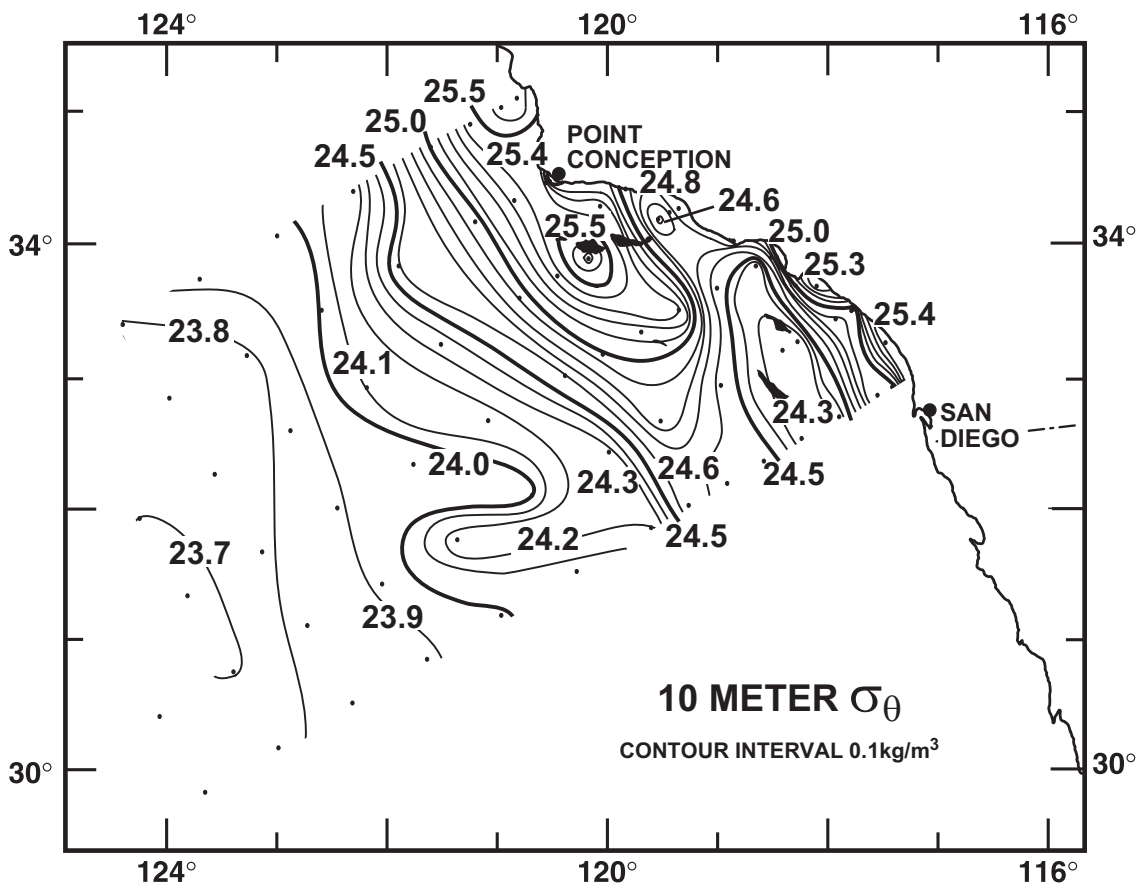 124° 120° 116°
25.5
25.0
POINT
CONCEPTION
24.5
25.4
24.8
24.6
25.5
25.0
34° 34°
25.3
25.4
23.8
24.1
24.3
SAN
DIEGO
24.0
24.6
24.5
24.3
24.2
24.5
23.7
23.9
10 METER σθ
CONTOUR INTERVAL 0.1kg/m³
30° 30°
124° 120° 116°